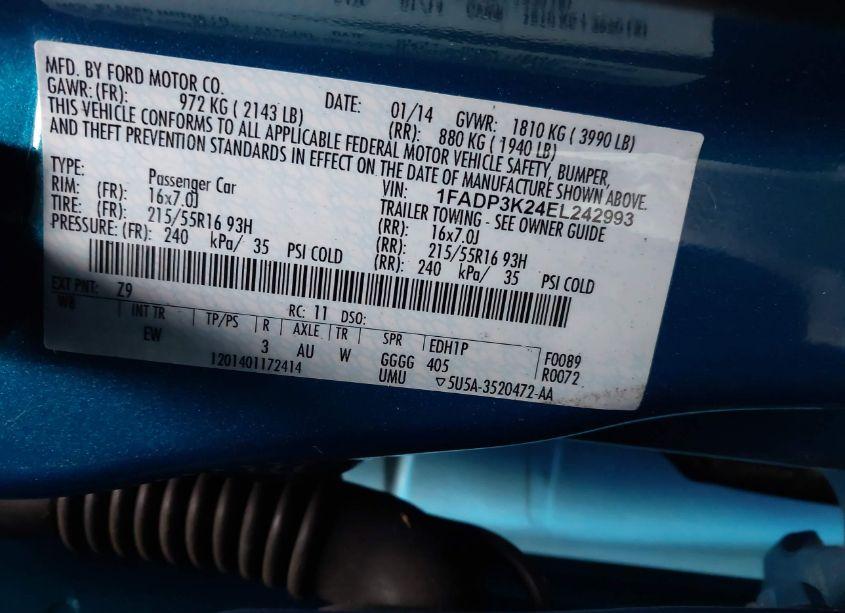 MFD. BY FORD MOTOR CO.
DATE: 01/14 GVWR: 1810 KG ( 3990 LB)
GAWR: (FR): 972 KG ( 2143 LB) (RR): 880 KG ( 1940 LB)
THIS VEHICLE CONFORMS TO ALL APPLICABLE FEDERAL MOTOR VEHICLE SAFETY, BUMPER,
AND THEFT PREVENTION STANDARDS IN EFFECT ON THE DATE OF MANUFACTURE SHOWN ABOVE.
VIN: 1FADP3K24EL242993
TYPE: Passenger Car TRAILER TOWING - SEE OWNER GUIDE
RIM: (FR): 16x7.0J (RR): 16x7.0J
TIRE: (FR): 215/55R16 93H (RR): 215/55R16 93H
PRESSURE: (FR): 240 kPa/ 35 PSI COLD (RR): 240 kPa/ 35 PSI COLD
EXT PNT: Z9 RC: 11 DSO:
W8 INT TR TP/PS R AXLE TR SPR EDH1P F0089
EW 3 AU W GGGG 405 R0072
1201401172414 UMU ▽5U5A-3520472-AA